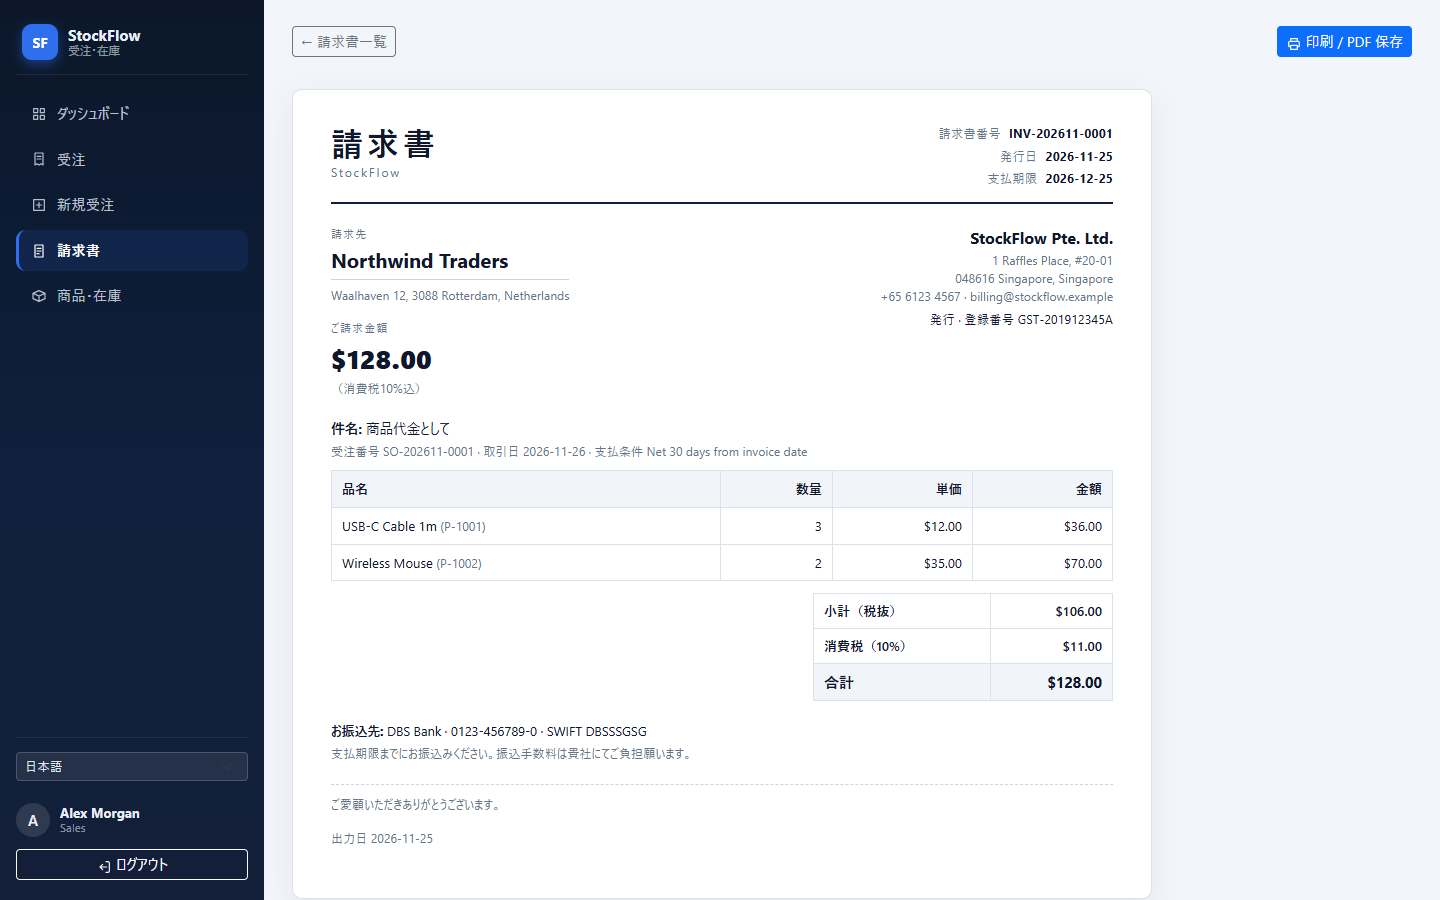 SF
StockFlow
受注・在庫
ダッシュボード
受注
新規受注
請求書
商品・在庫
日本語
A
Alex Morgan
Sales
ログアウト
← 請求書一覧
印刷 / PDF 保存
請求書
StockFlow
請求書番号 INV-202611-0001
発行日 2026-11-25
支払期限 2026-12-25
請求先
Northwind Traders
Waalhaven 12, 3088 Rotterdam, Netherlands
StockFlow Pte. Ltd.
1 Raffles Place, #20-01
048616 Singapore, Singapore
+65 6123 4567 · billing@stockflow.example
発行 · 登録番号 GST-201912345A
ご請求金額
$128.00
（消費税10%込）
件名: 商品代金として
受注番号 SO-202611-0001 · 取引日 2026-11-26 · 支払条件 Net 30 days from invoice date
品名 数量 単価 金額
USB-C Cable 1m (P-1001) 3 $12.00 $36.00
Wireless Mouse (P-1002) 2 $35.00 $70.00
小計（税抜） $106.00
消費税（10%） $11.00
合計 $128.00
お振込先: DBS Bank · 0123-456789-0 · SWIFT DBSSSGSG
支払期限までにお振込みください。振込手数料は貴社にてご負担願います。
ご愛顧いただきありがとうございます。
出力日 2026-11-25